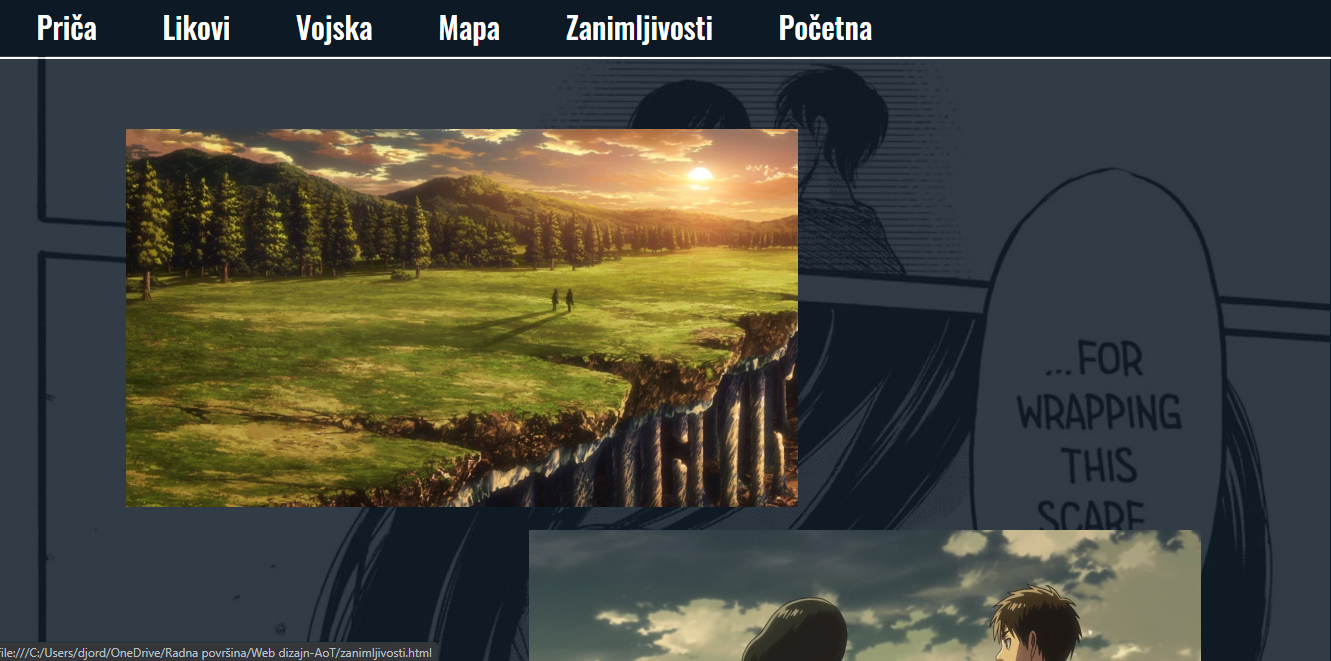 Priča Likovi Vojska Mapa Zanimljivosti Početna
...FOR
WRAPPING
THIS
SCARF
file:///C:/Users/djord/OneDrive/Radna površina/Web dizajn-AoT/zanimljivosti.html